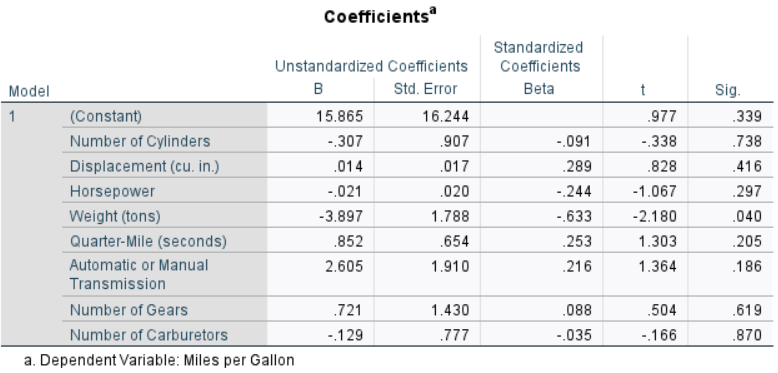 Coefficientsa
Standardized
Unstandardized Coefficients Coefficients
Model B Std. Error Beta t Sig.
1 (Constant) 15.865 16.244 .977 .339
Number of Cylinders -.307 .907 -.091 -.338 .738
Displacement (cu. in.) .014 .017 .289 .828 .416
Horsepower -.021 .020 -.244 -1.067 .297
Weight (tons) -3.897 1.788 -.633 -2.180 .040
Quarter-Mile (seconds) .852 .654 .253 1.303 .205
Automatic or Manual
Transmission 2.605 1.910 .216 1.364 .186
Number of Gears .721 1.430 .088 .504 .619
Number of Carburetors -.129 .777 -.035 -.166 .870
a. Dependent Variable: Miles per Gallon